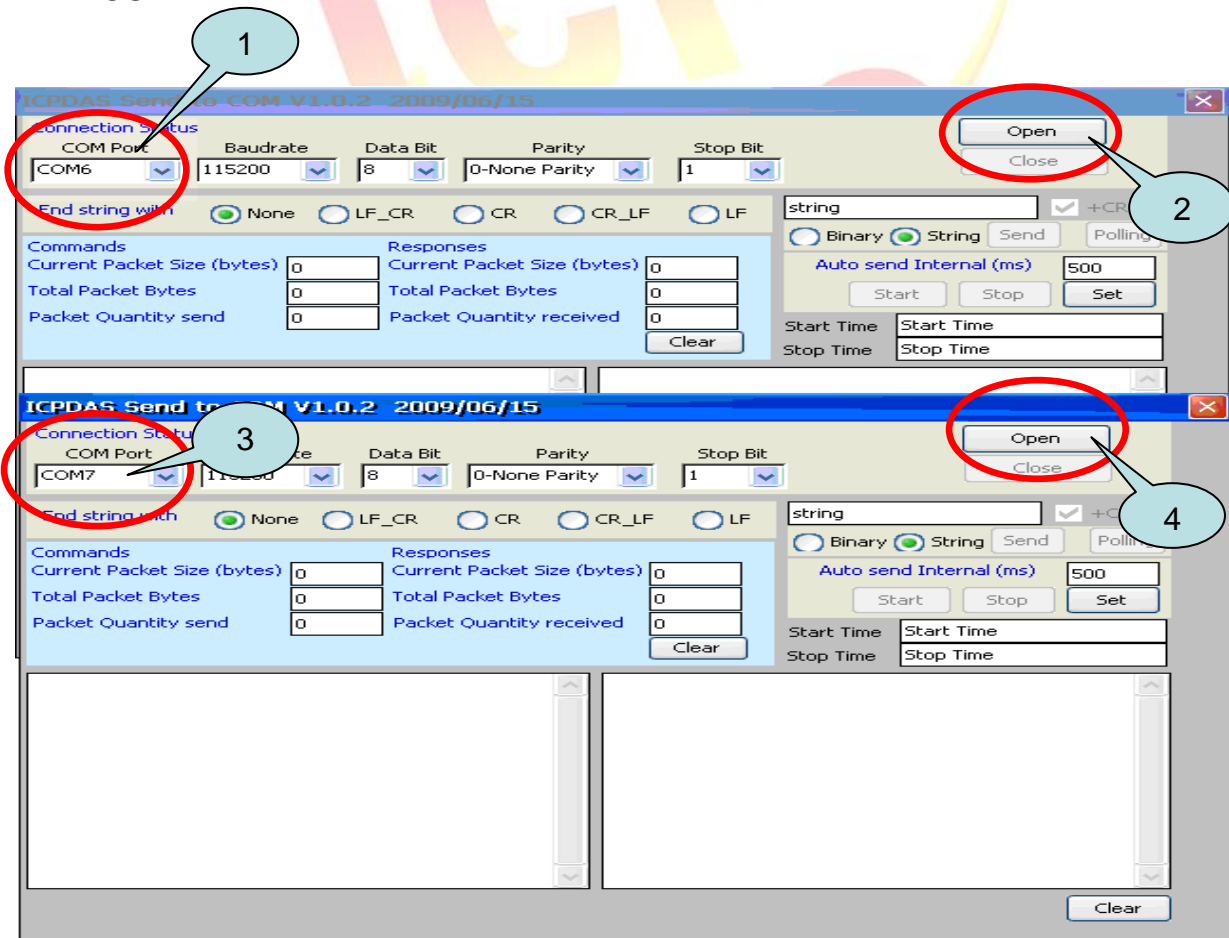 1
ICPDAS Send to COM V1.0.2 2009/06/15
Connection Status
COM Port Baudrate Data Bit Parity Stop Bit
COM6 115200 8 0-None Parity 1
Open
Close
2
End string with None LF_CR CR CR_LF LF
string +CR
Binary String Send Polling
Commands Responses
Current Packet Size (bytes) 0 Current Packet Size (bytes) 0
Auto send Internal (ms) 500
Total Packet Bytes 0 Total Packet Bytes 0
Start Stop Set
Packet Quantity send 0 Packet Quantity received 0
Start Time Start Time
Clear
Stop Time Stop Time
ICPDAS Send to COM V1.0.2 2009/06/15
3
Connection Statu
COM Port te Data Bit Parity Stop Bit
COM7 115200 8 0-None Parity 1
Open
Close
4
End string with None LF_CR CR CR_LF LF
string
Binary String Send Polling
Commands Responses
Current Packet Size (bytes) 0 Current Packet Size (bytes) 0
Auto send Internal (ms) 500
Total Packet Bytes 0 Total Packet Bytes 0
Start Stop Set
Packet Quantity send 0 Packet Quantity received 0
Start Time Start Time
Clear
Stop Time Stop Time
Clear